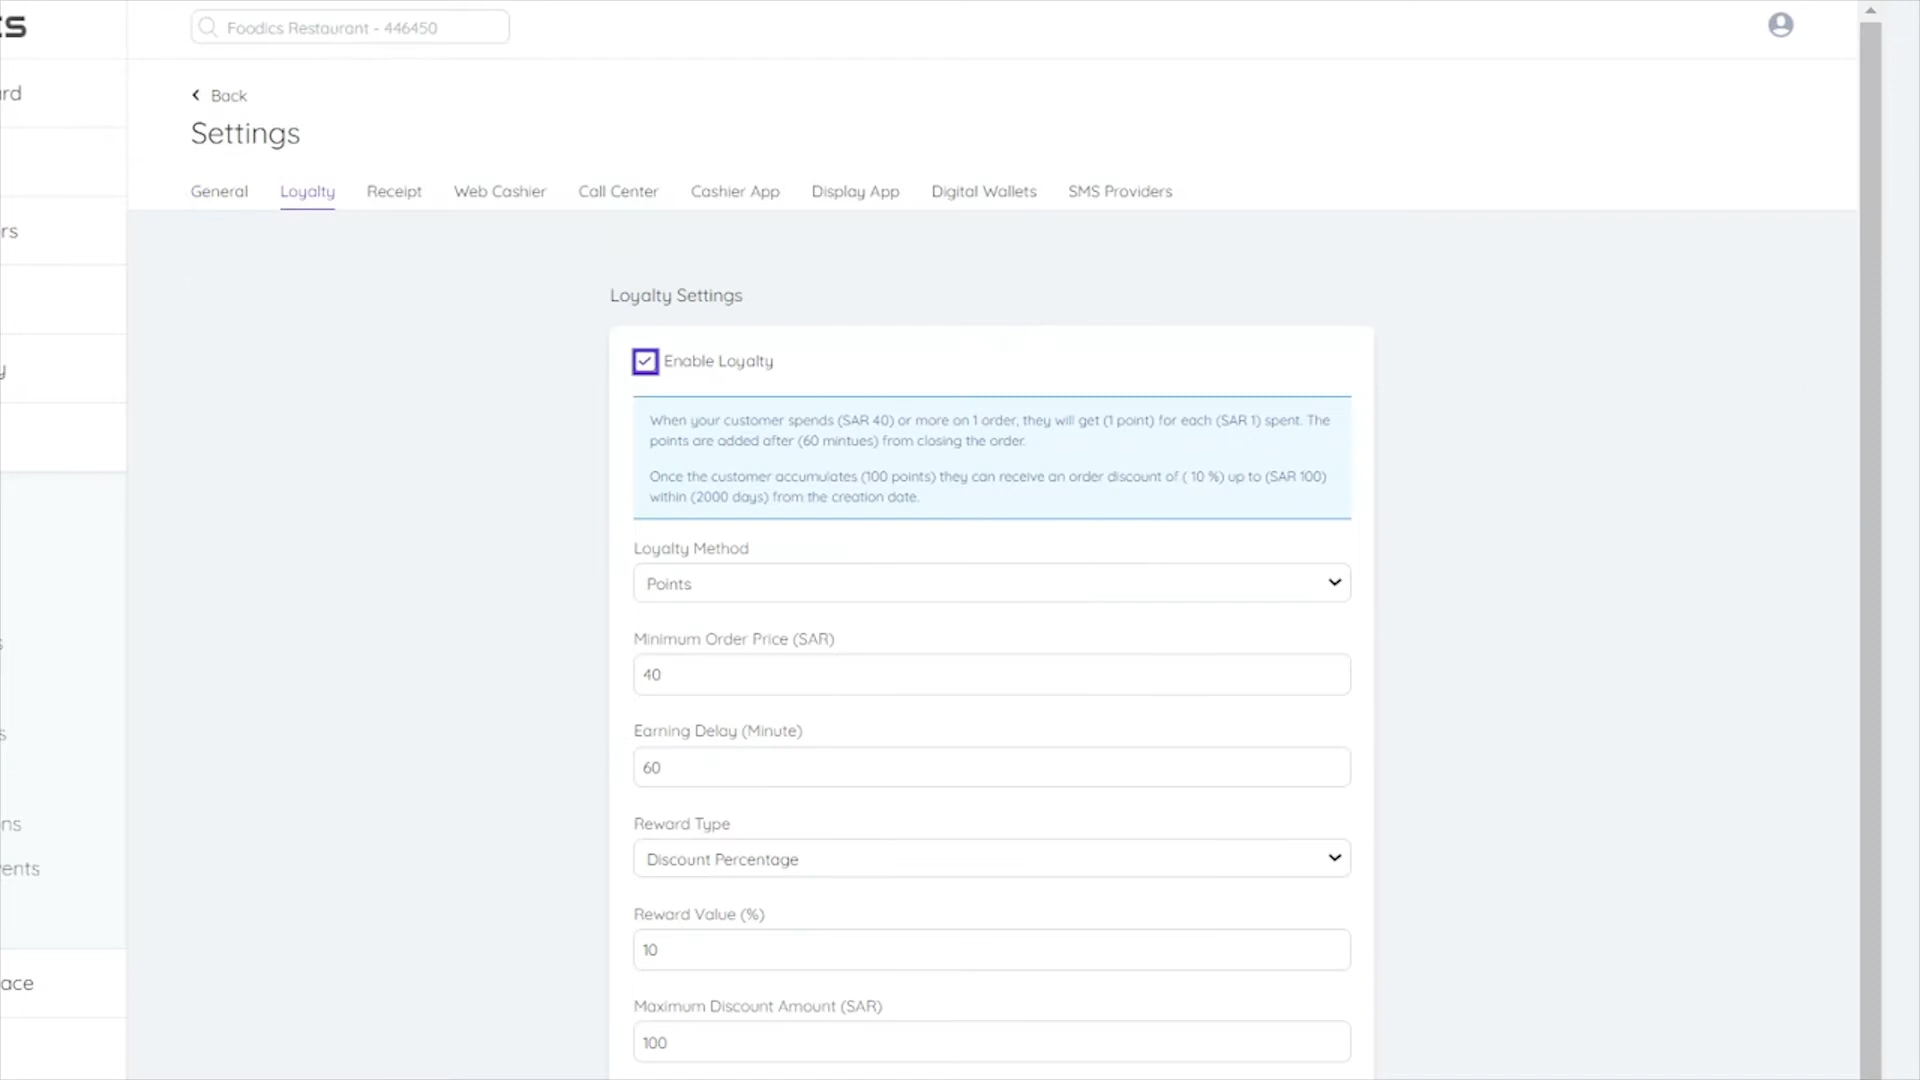 Foodics Restaurant - 446450
Back
Settings
General Loyalty Receipt Web Cashier Call Center Cashier App Display App Digital Wallets SMS Providers
Loyalty Settings
Enable Loyalty
When your customer spends (SAR 40) or more on 1 order, they will get (1 point) for each (SAR 1) spent. The
points are added after (60 mintues) from closing the order.
Once the customer accumulates (100 points) they can receive an order discount of ( 10 %) up to (SAR 100)
within (2000 days) from the creation date.
Loyalty Method
Points
Minimum Order Price (SAR)
40
Earning Delay (Minute)
60
Reward Type
Discount Percentage
Reward Value (%)
10
Maximum Discount Amount (SAR)
100